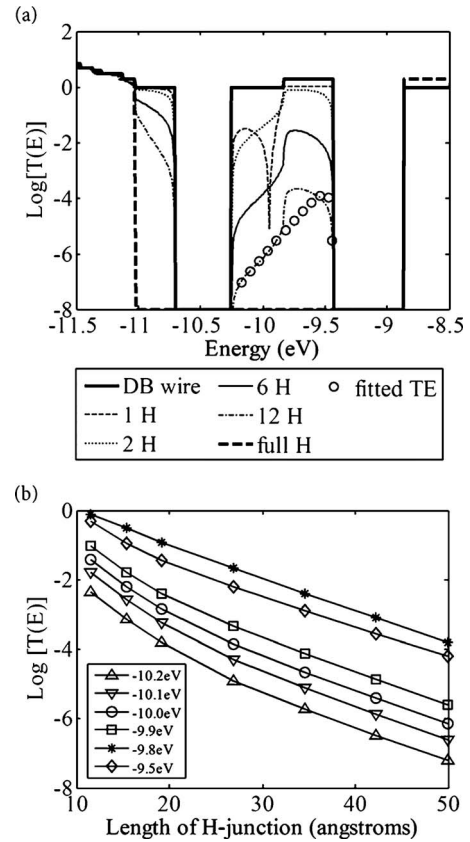 (a)
2
0
-2
-4
-6
-8
Log[T(E)]
-11.5 -11 -10.5 -10 -9.5 -9 -8.5
Energy (eV)
DB wire 6 H fitted TE
1 H 12 H
2 H full H
(b)
0
-2
-4
-6
-8
Log [T(E)]
-10.2eV
-10.1eV
-10.0eV
-9.9eV
-9.8eV
-9.5eV
10 20 30 40 50
Length of H-junction (angstroms)